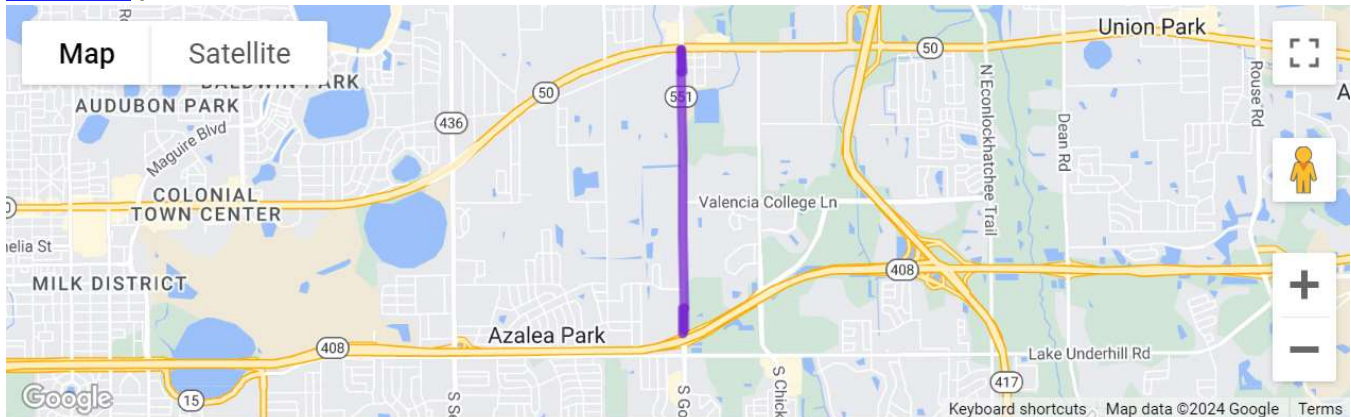 Map
Satellite
BALDWIN PARK
AUDUBON PARK
Maguire Blvd
COLONIAL
TOWN CENTER
MILK DISTRICT
436
50
551
50
Union Park
Rouse Rd
Dean Rd
N Econlockhatchee Trail
Valencia College Ln
408
Azalea Park
408
Lake Underhill Rd
417
15
S Go
S Chick
Google
Keyboard shortcuts
Map data ©2024 Google
Terms